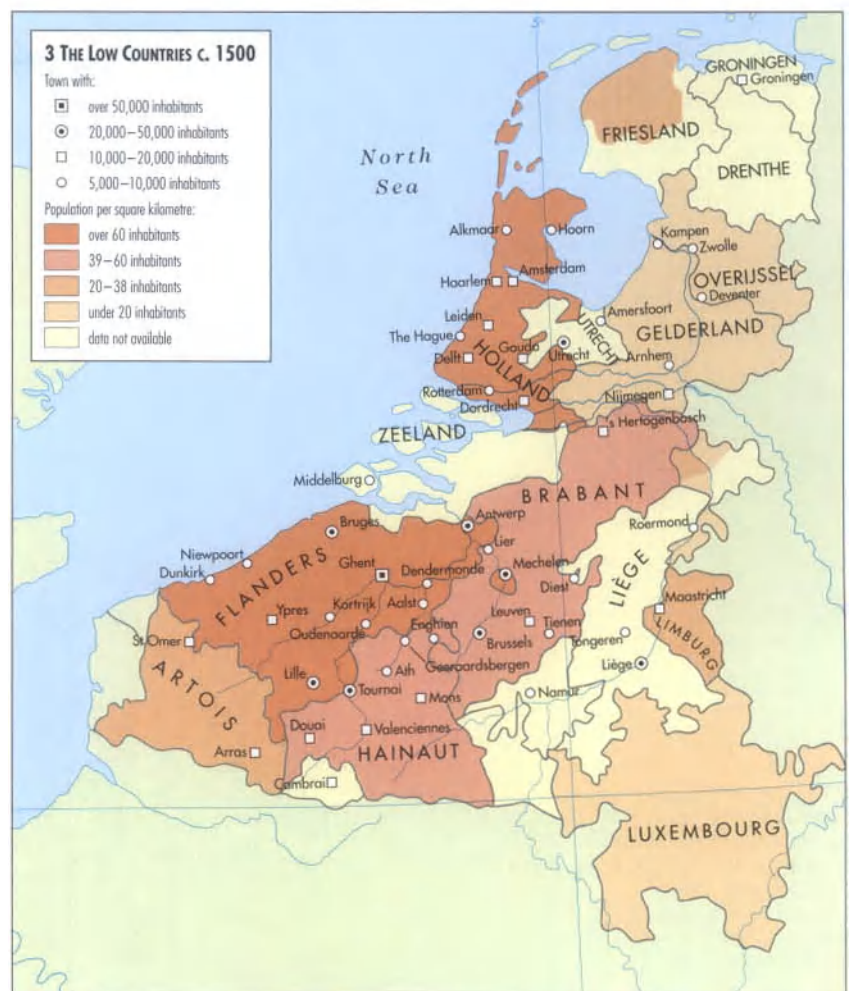 3 THE LOW COUNTRIES C. 1500
Town with:
over 50,000 inhabitants
20,000–50,000 inhabitants
10,000–20,000 inhabitants
5,000–10,000 inhabitants
Population per square kilometre:
over 60 inhabitants
39–60 inhabitants
20–38 inhabitants
under 20 inhabitants
data not available
5°
North
Sea
GRONINGEN
Groningen
FRIESLAND
DRENTHE
Alkmaar
Hoorn
Kampen
Zwolle
OVERIJSSEL
Deventer
Haarlem
Amsterdam
Leiden
Amersfoort
UTRECHT
GELDERLAND
The Hague
Gouda
Utrecht
Arnhem
Delft
HOLLAND
Rotterdam
Dordrecht
Nijmegen
's Hertogenbosch
ZEELAND
Middelburg
BRABANT
Bruges
Antwerp
Roermond
Niewpoort
Dunkirk
FLANDERS
Ghent
Dendermonde
Lier
Mechelen
Diest
LIÈGE
Maastricht
Ypres
Kortrijk
Aalst
Leuven
Tienen
Oudenaarde
Enghien
Brussels
Tongeren
LIMBURG
St Omer
ARTOIS
Lille
Ath
Geeraardsbergen
Liège
Tournai
Mons
Namur
Douai
Valenciennes
HAINAUT
Arras
Cambrai
LUXEMBOURG